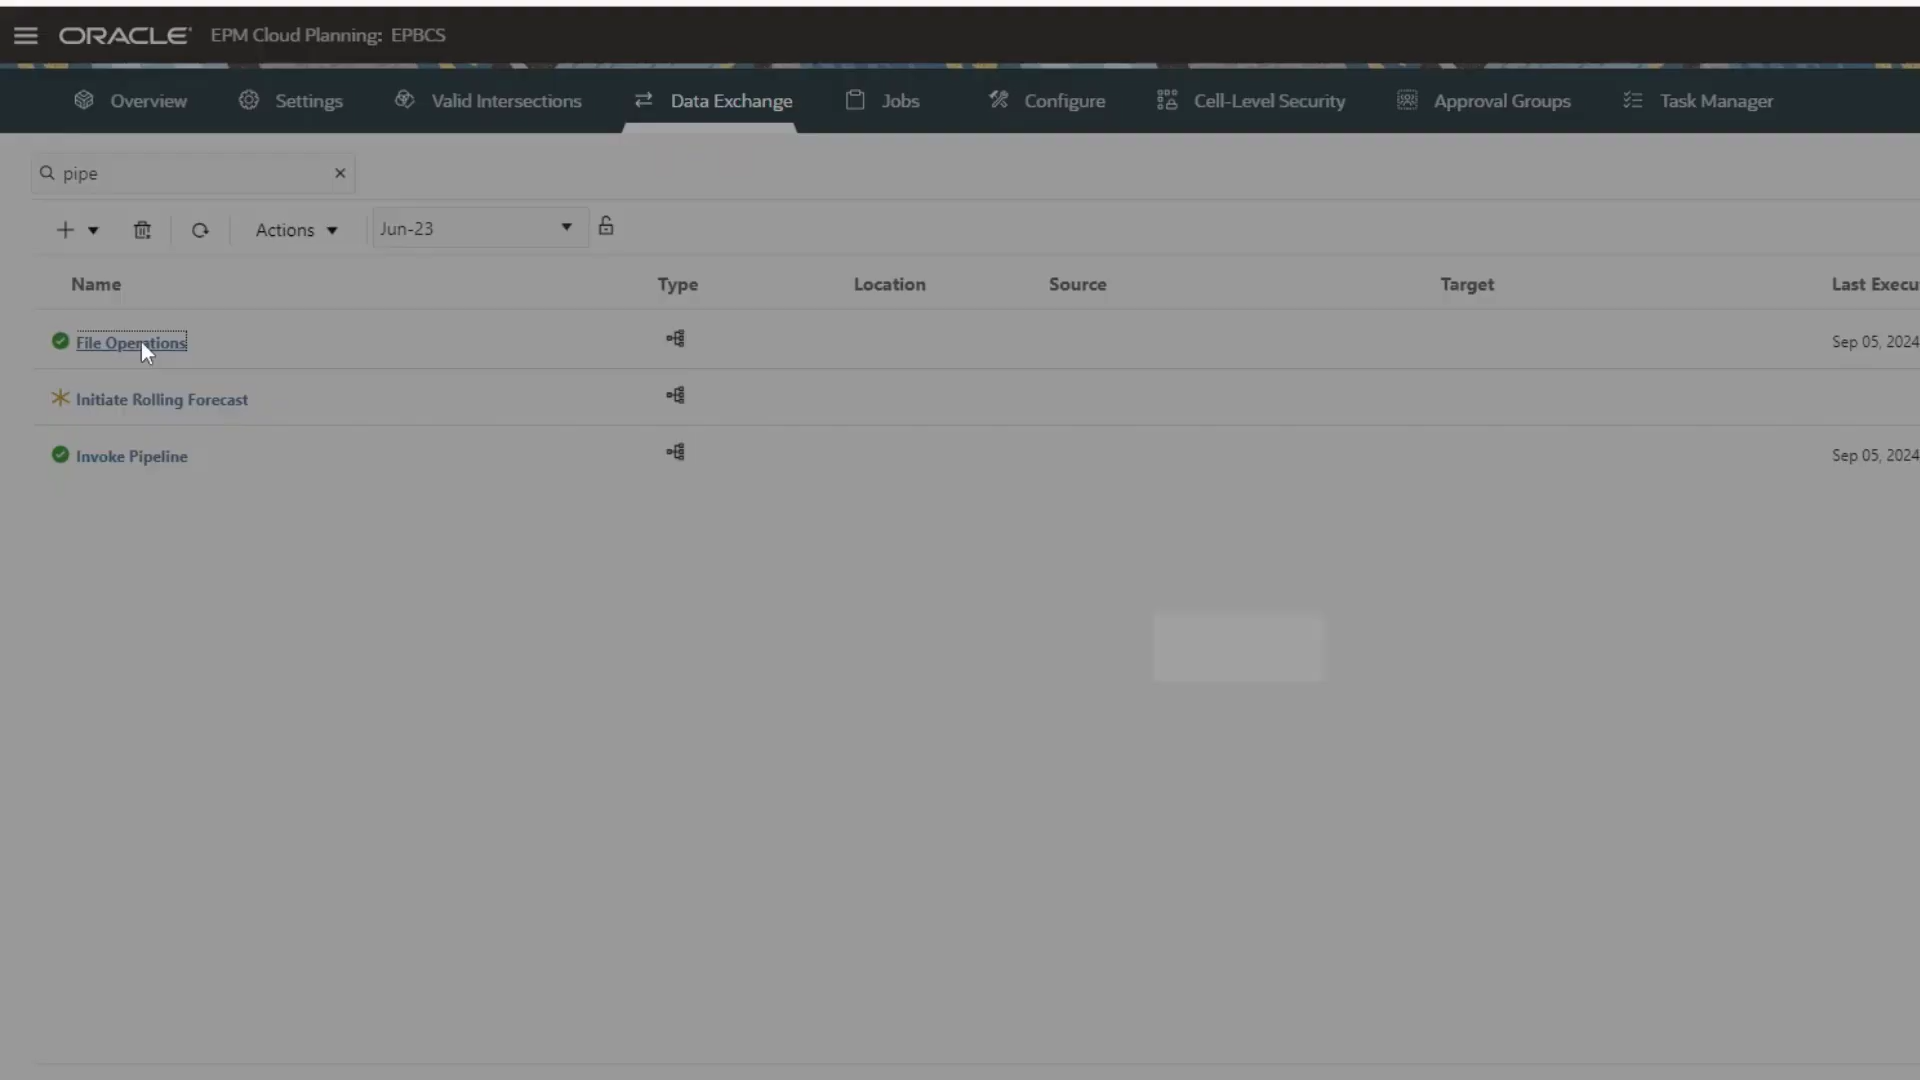 ORACLE EPM Cloud Planning: EPBCS
Overview Settings Valid Intersections Data Exchange Jobs Configure Cell-Level Security Approval Groups Task Manager
pipe
Actions Jun-23
Name Type Location Source Target Last Execu
File Operations Sep 05, 2024
Initiate Rolling Forecast
Invoke Pipeline Sep 05, 2024